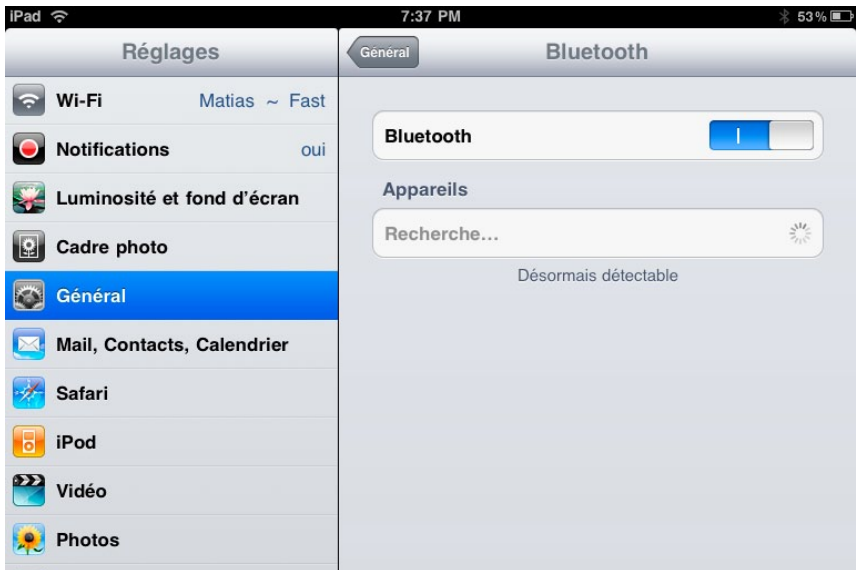 iPad 7:37 PM 53%
Réglages
Wi-Fi Matias ~ Fast
Notifications oui
Luminosité et fond d'écran
Cadre photo
Général
Mail, Contacts, Calendrier
Safari
iPod
Vidéo
Photos
Général Bluetooth
Bluetooth
Appareils
Recherche...
Désormais détectable